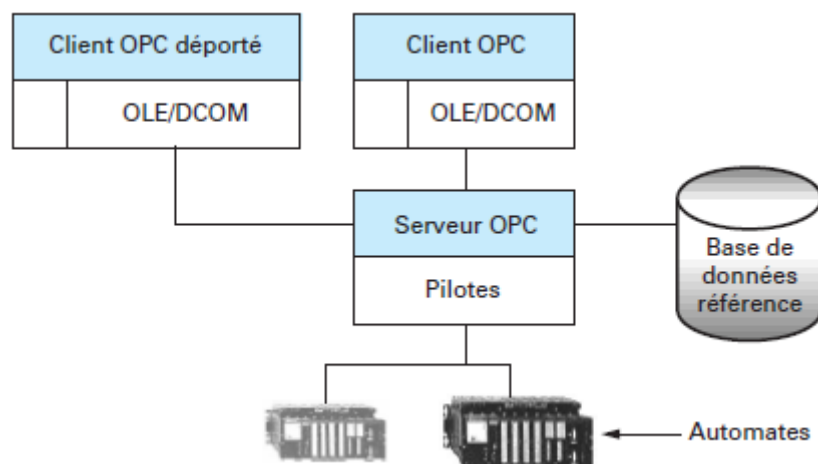 Client OPC déporté
Client OPC
OLE/DCOM
OLE/DCOM
Serveur OPC
Pilotes
Base de
données
référence
Automates